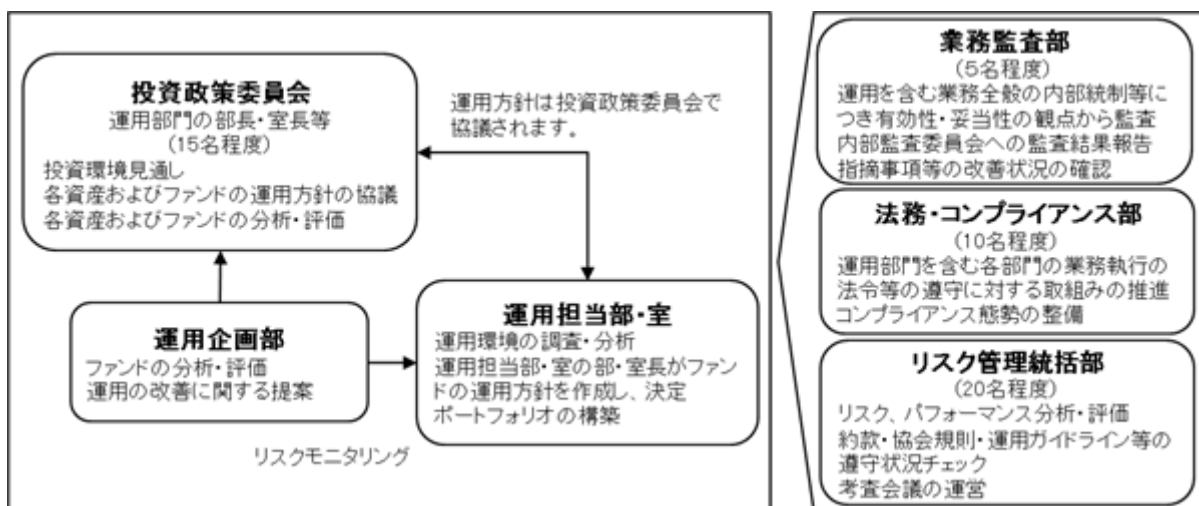 投資政策委員会
運用部門の部長・室長等
(15名程度)
投資環境見通し
各資産およびファンドの運用方針の協議
各資産およびファンドの分析・評価
運用方針は投資政策委員会で
協議されます。
運用企画部
ファンドの分析・評価
運用の改善に関する提案
運用担当部・室
運用環境の調査・分析
運用担当部・室の部・室長がファン
ドの運用方針を作成し、決定
ポートフォリオの構築
リスクモニタリング
業務監査部
(5名程度)
運用を含む業務全般の内部統制等に
つき有効性・妥当性の観点から監査
内部監査委員会への監査結果報告
指摘事項等の改善状況の確認
法務・コンプライアンス部
(10名程度)
運用部門を含む各部門の業務執行の
法令等の遵守に対する取組みの推進
コンプライアンス態勢の整備
リスク管理統括部
(20名程度)
リスク、パフォーマンス分析・評価
約款・協会規則・運用ガイドライン等の
遵守状況チェック
考査会議の運営